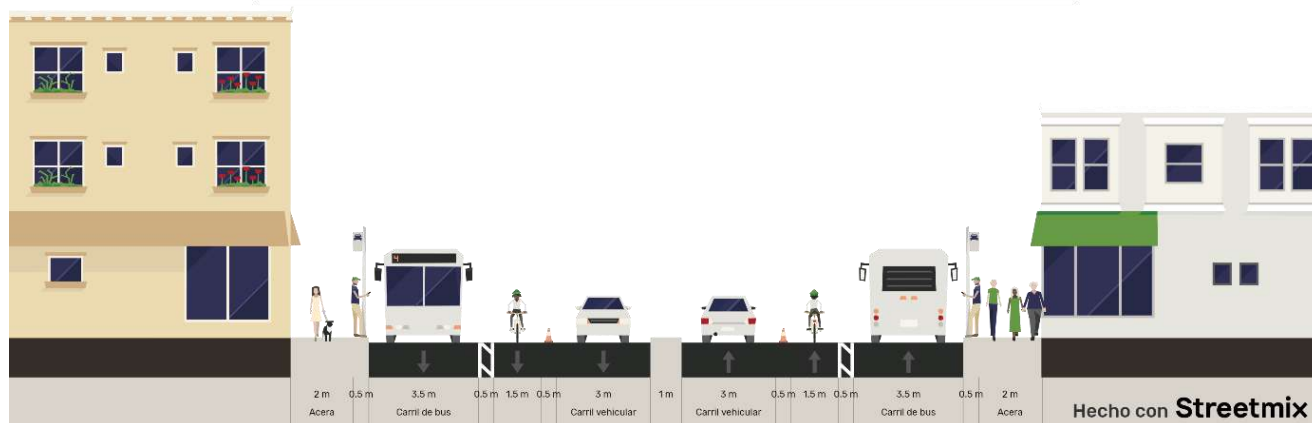 4
2 m 0.5 m 3.5 m 0.5 m 1.5 m 0.5 m 3 m 1 m 3 m 0.5 m 1.5 m 0.5 m 3.5 m 0.5 m 2 m
Acera Carril de bus Carril vehicular Carril vehicular Carril de bus Acera
Hecho con Streetmix